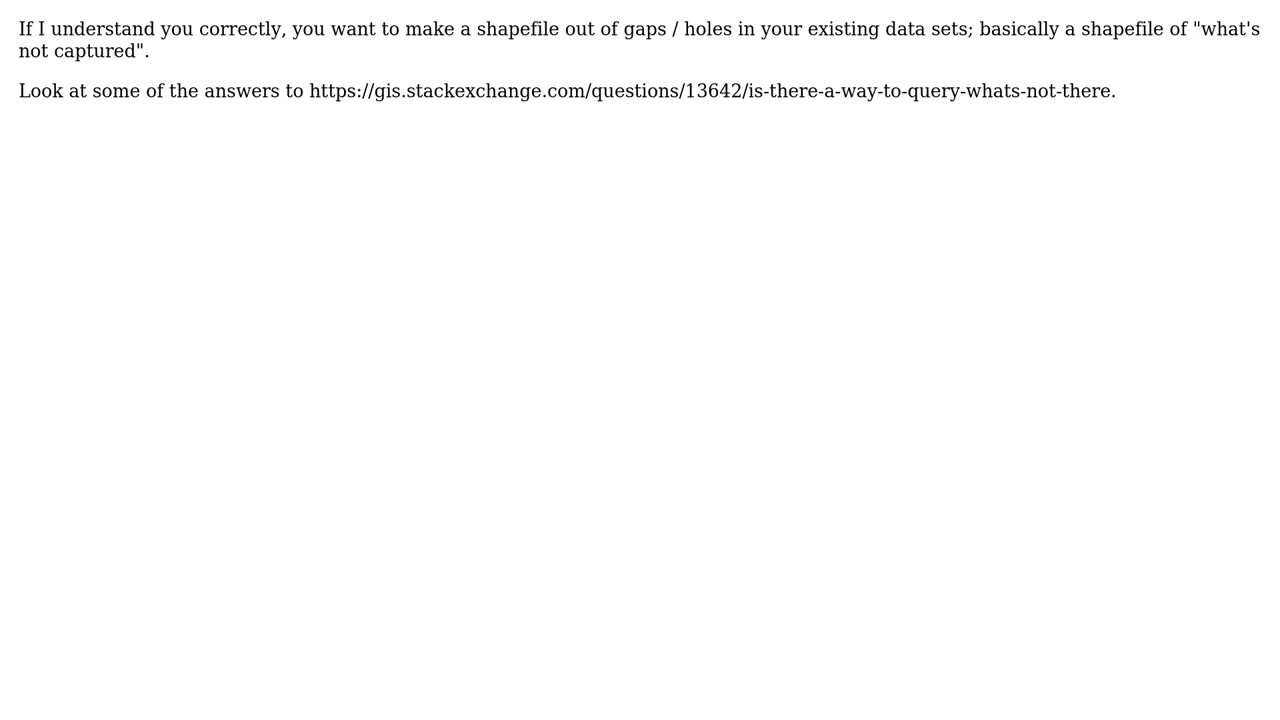 If I understand you correctly, you want to make a shapefile out of gaps / holes in your existing data sets; basically a shapefile of "what's
not captured".
Look at some of the answers to https://gis.stackexchange.com/questions/13642/is-there-a-way-to-query-whats-not-there.